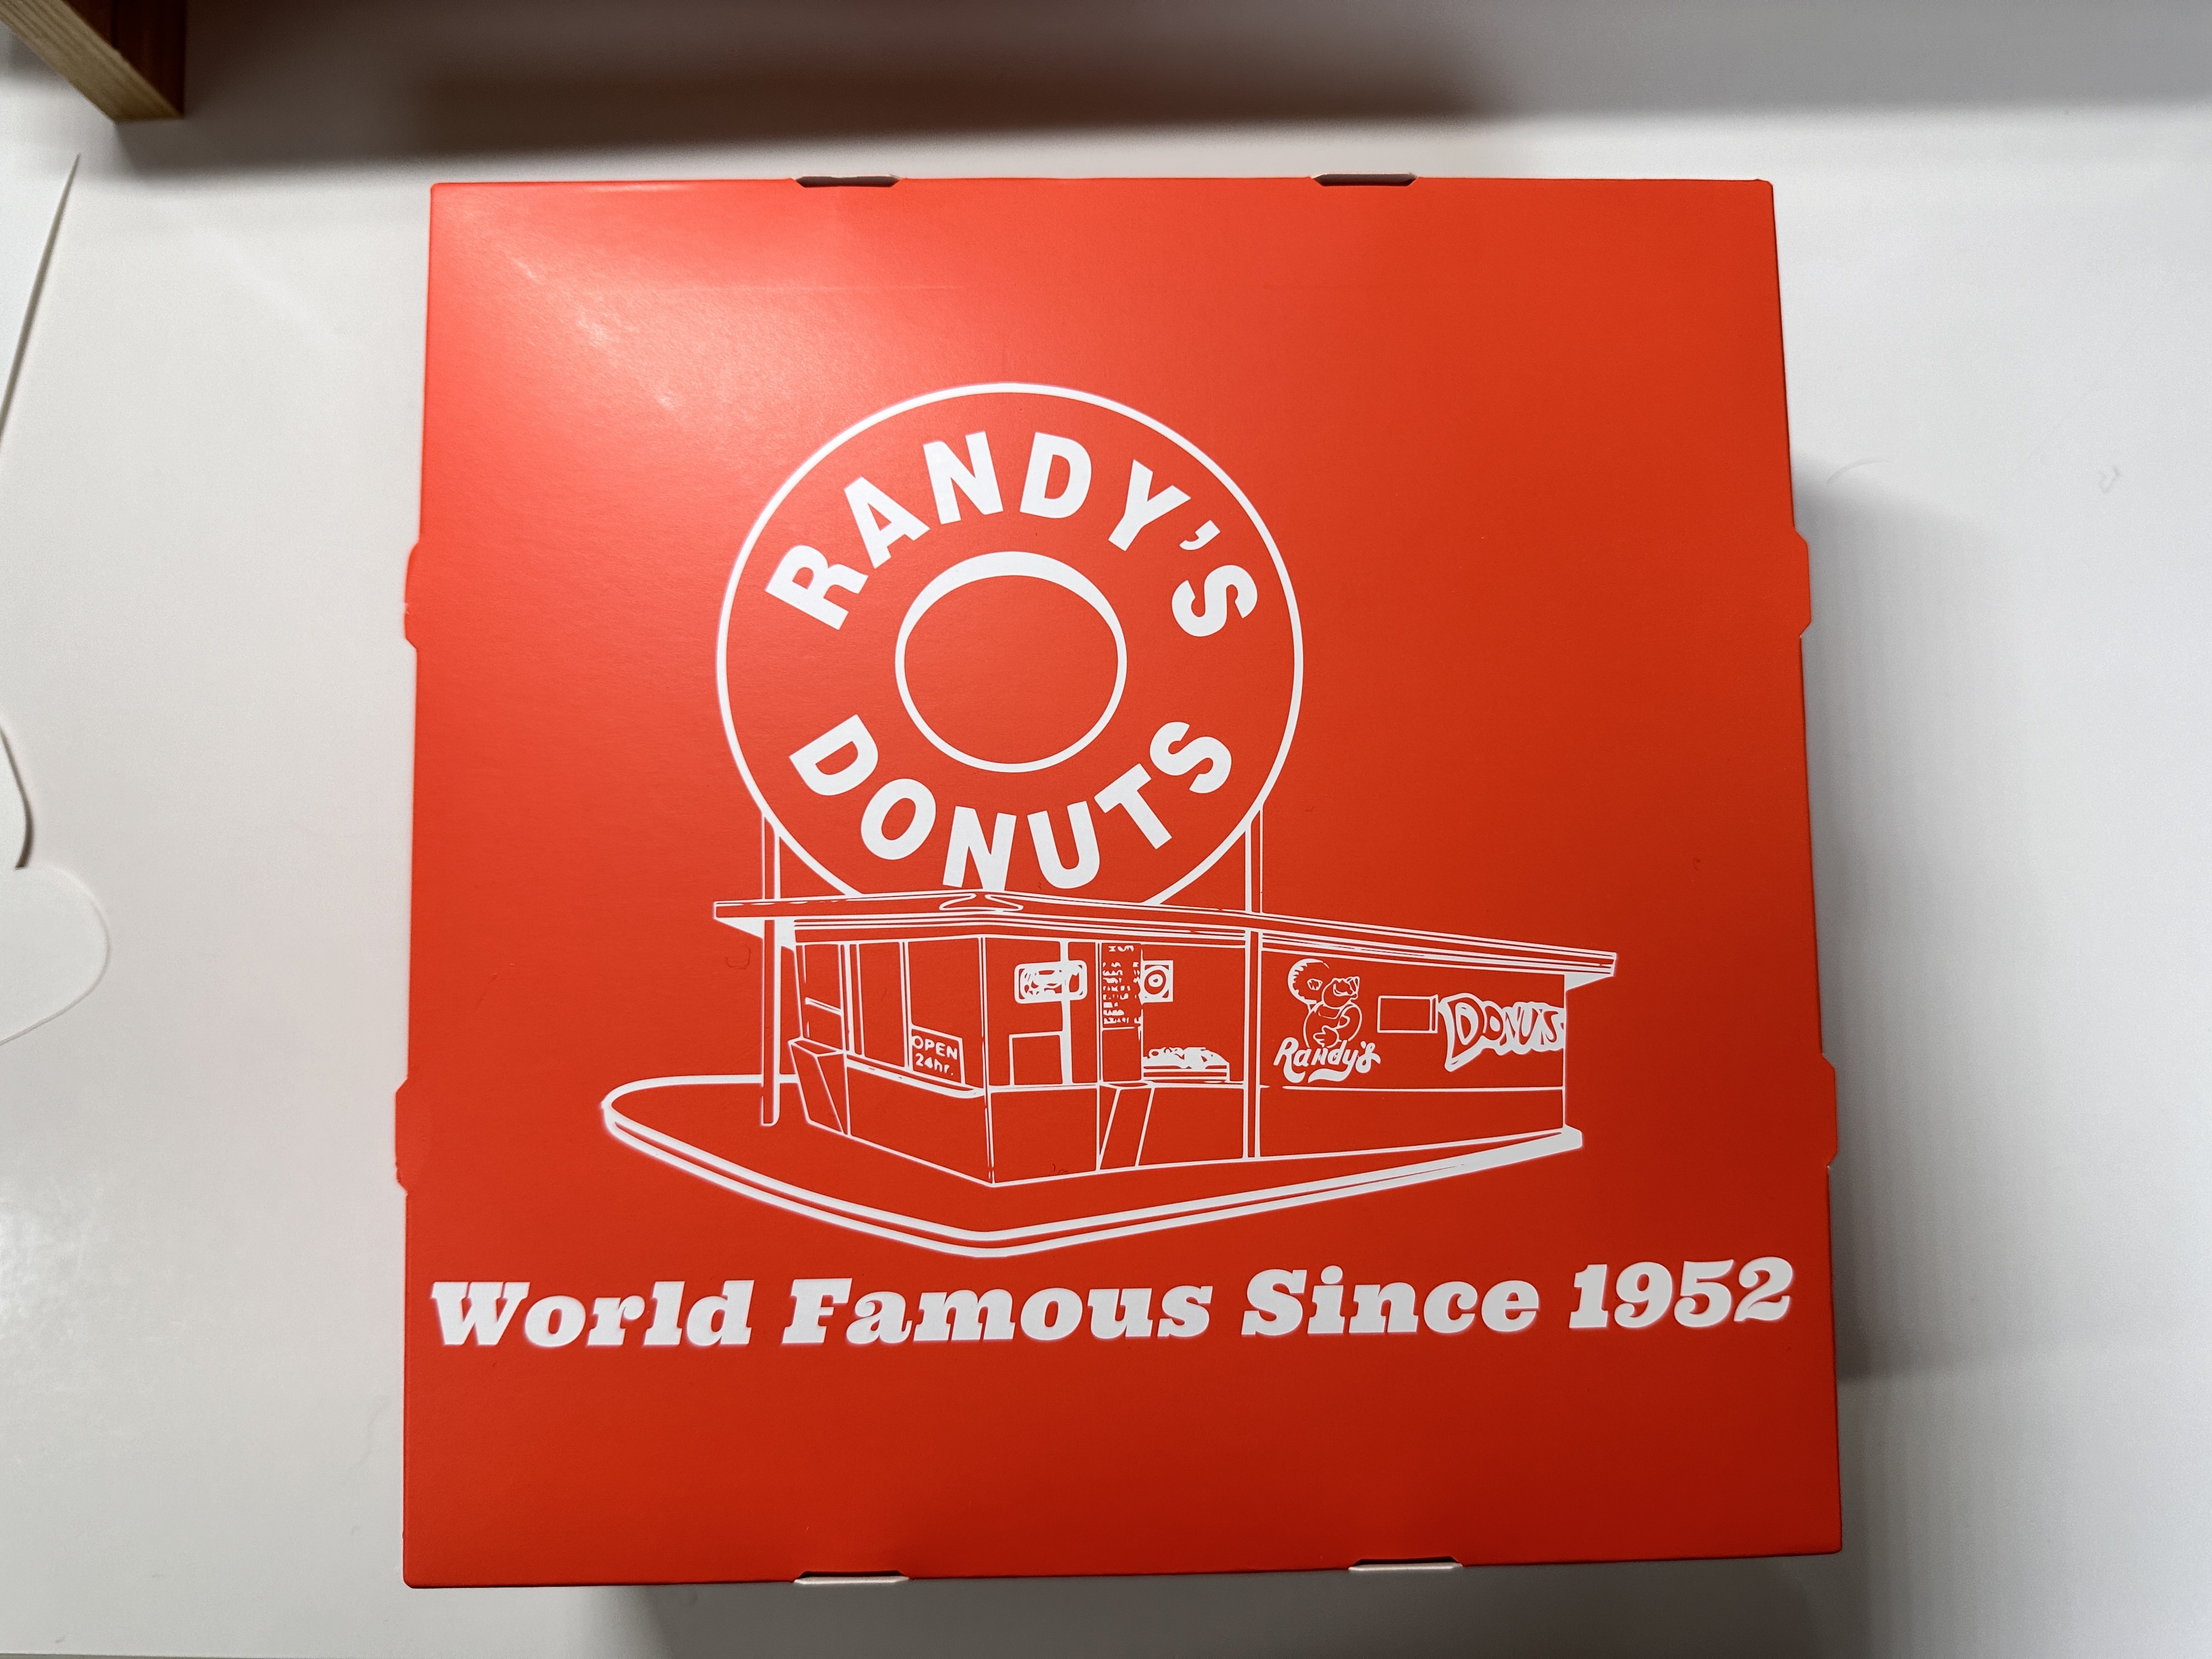 RANDY'S
DONUTS
OPEN
24hr.
Randy's
DONUTS
World Famous Since 1952